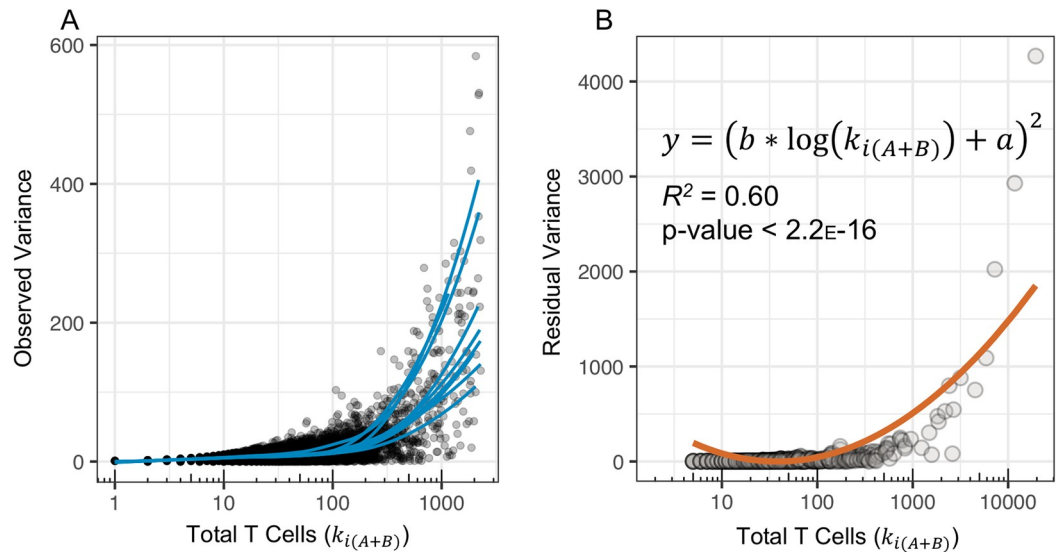 A
600
400
200
0
Observed Variance
1
10
100
1000
Total T Cells (k_{i(A+B)})
B
4000
3000
2000
1000
0
Residual Variance
y = (b * log(k_{i(A+B)}) + a)^2
R² = 0.60
p-value < 2.2E-16
10
100
1000
10000
Total T Cells (k_{i(A+B)})